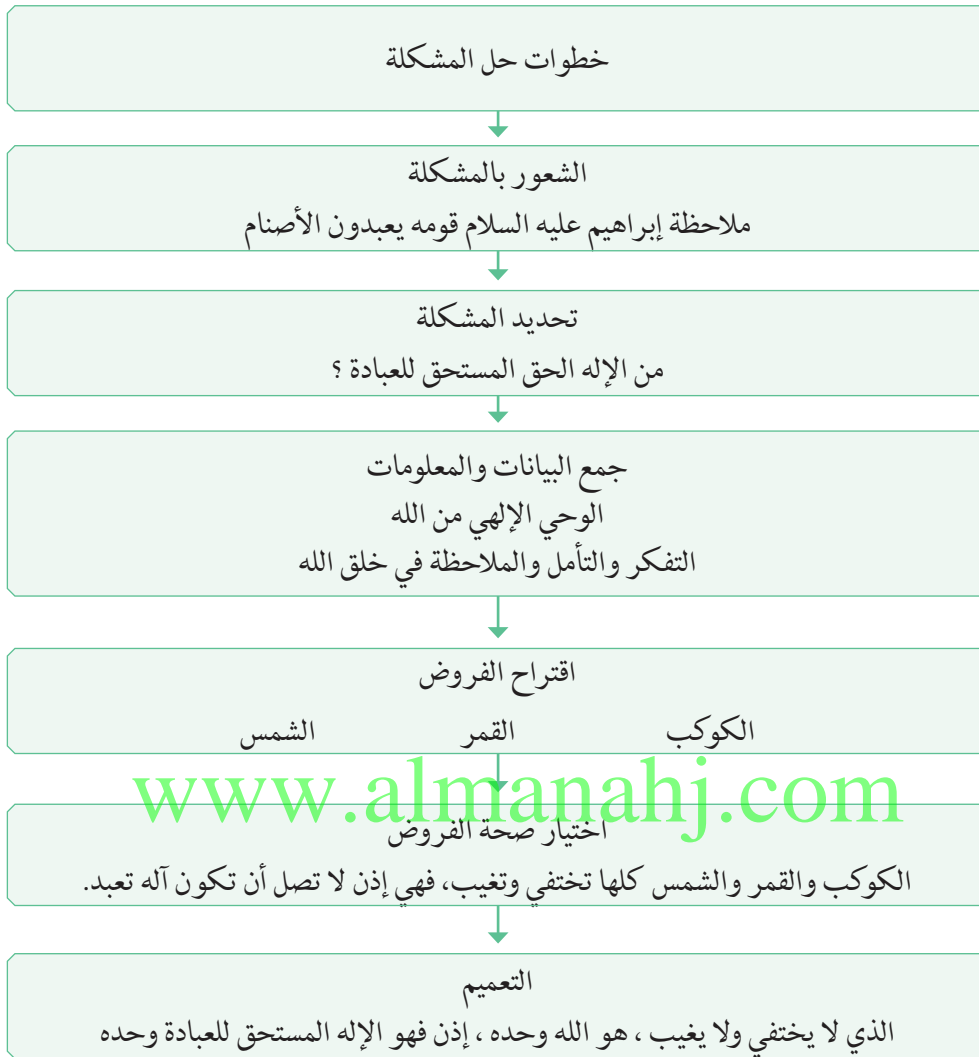 خطوات حل المشكلة
الشعور بالمشكلة
ملاحظة إبراهيم عليه السلام قومه يعبدون الأصنام
تحديد المشكلة
من الإله الحق المستحق للعبادة ؟
جمع البيانات والمعلومات
الوحي الإلهي من الله
التفكر والتأمل والملاحظة في خلق الله
اقتراح الفروض
الكوكب القمر الشمس
www.almanahj.com
اختيار صحة الفروض
الكوكب والقمر والشمس كلها تختفي وتغيب، فهي إذن لا تصل أن تكون آله تعبد.
التعميم
الذي لا يختفي ولا يغيب ، هو الله وحده ، إذن فهو الإله المستحق للعبادة وحده